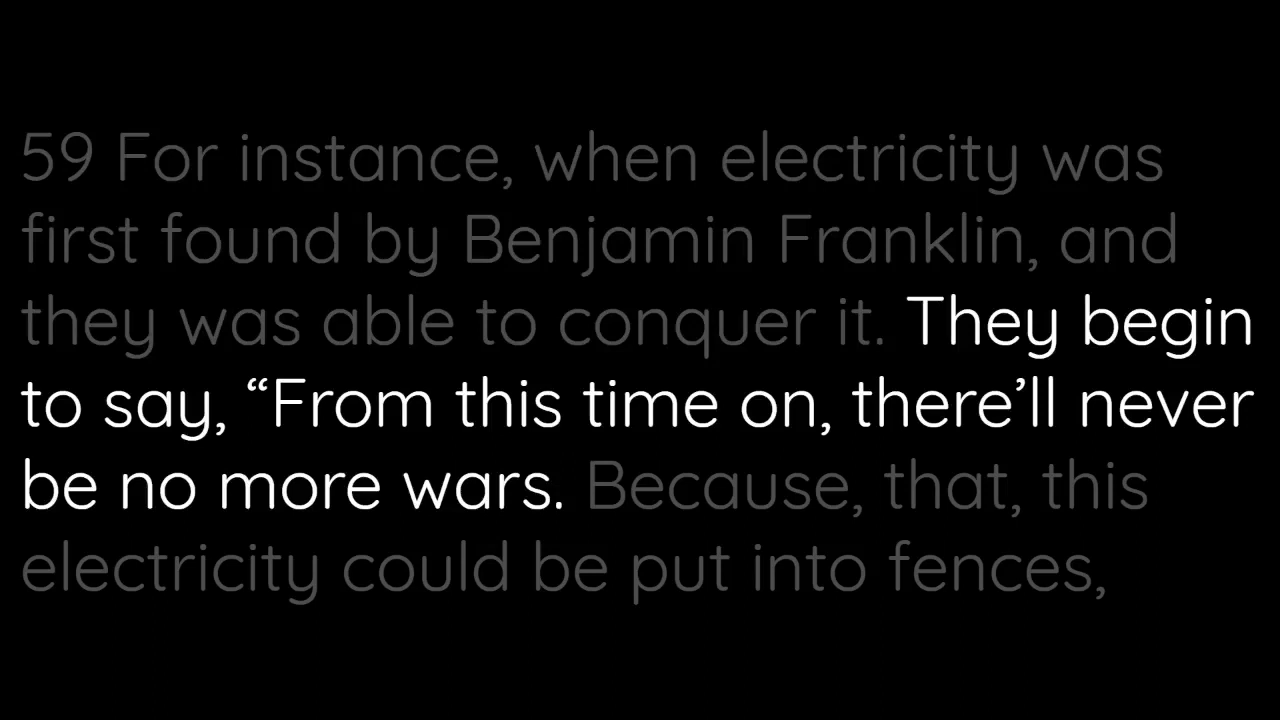 59 For instance, when electricity was
first found by Benjamin Franklin, and
they was able to conquer it. They begin
to say, “From this time on, there’ll never
be no more wars. Because, that, this
electricity could be put into fences,